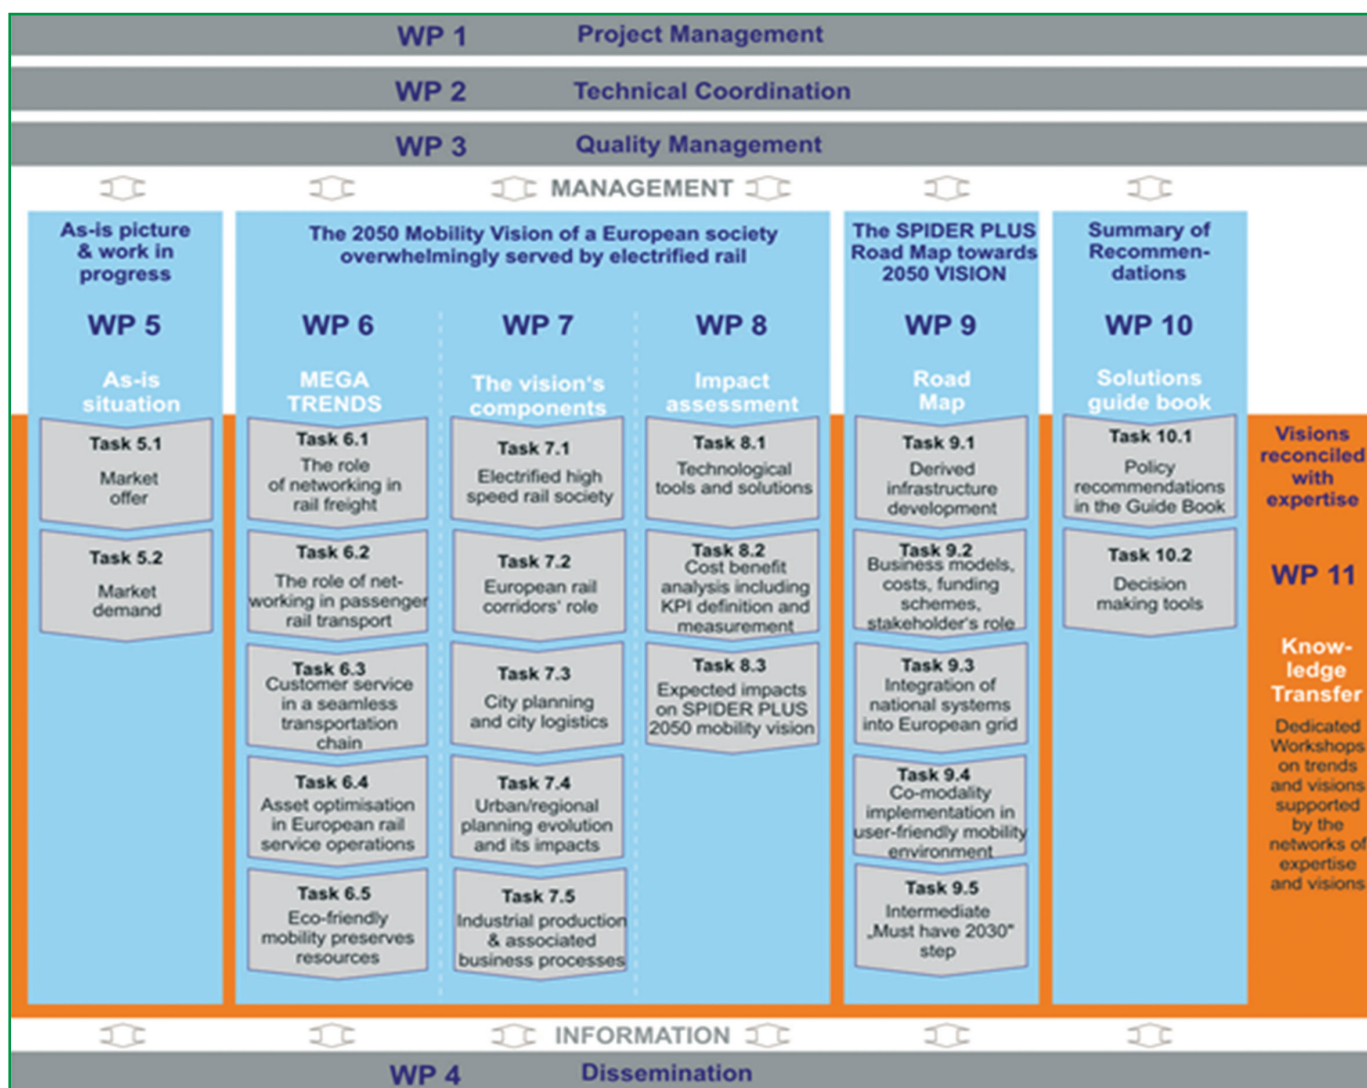 WP 1 Project Management
WP 2 Technical Coordination
WP 3 Quality Management
MANAGEMENT
As-is picture
& work in
progress
WP 5
As-is
situation
Task 5.1
Market
offer
Task 5.2
Market
demand
The 2050 Mobility Vision of a European society
overwhelmingly served by electrified rail
WP 6
MEGA
TRENDS
Task 6.1
The role
of networking in
rail freight
Task 6.2
The role of net-
working in passenger
rail transport
Task 6.3
Customer service
in a seamless
transportation
chain
Task 6.4
Asset optimisation
in European rail
service operations
Task 6.5
Eco-friendly
mobility preserves
resources
WP 7
The vision's
components
Task 7.1
Electrified high
speed rail society
Task 7.2
European rail
corridors' role
Task 7.3
City planning
and city logistics
Task 7.4
Urban/regional
planning evolution
and its impacts
Task 7.5
Industrial production
& associated
business processes
WP 8
Impact
assessment
Task 8.1
Technological
tools and solutions
Task 8.2
Cost benefit
analysis including
KPI definition and
measurement
Task 8.3
Expected impacts
on SPIDER PLUS
2050 mobility vision
The SPIDER PLUS
Road Map towards
2050 VISION
WP 9
Road
Map
Task 9.1
Derived
infrastructure
development
Task 9.2
Business models,
costs, funding
schemes,
stakeholder's role
Task 9.3
Integration of
national systems
into European grid
Task 9.4
Co-modality
implementation in
user-friendly mobility
environment
Task 9.5
Intermediate
„Must have 2030"
step
Summary of
Recommen-
dations
WP 10
Solutions
guide book
Task 10.1
Policy
recommendations
in the Guide Book
Task 10.2
Decision
making tools
Visions
reconciled
with
expertise
WP 11
Know-
ledge
Transfer
Dedicated
Workshops
on trends
and visions
supported
by the
networks of
expertise
and visions
INFORMATION
WP 4 Dissemination